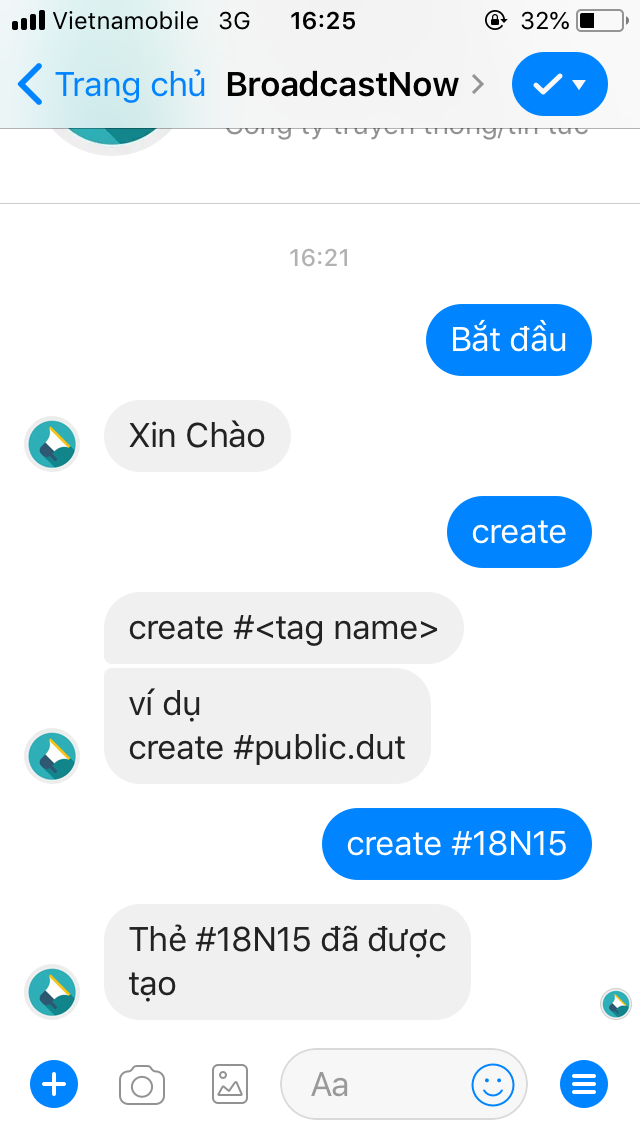 Vietnamobile 3G 16:25 32%
Trang chủ BroadcastNow
Công ty truyền thông/tin tức
16:21
Bắt đầu
Xin Chào
create
create #<tag name>
ví dụ
create #public.dut
create #18N15
Thẻ #18N15 đã được
tạo
Aa